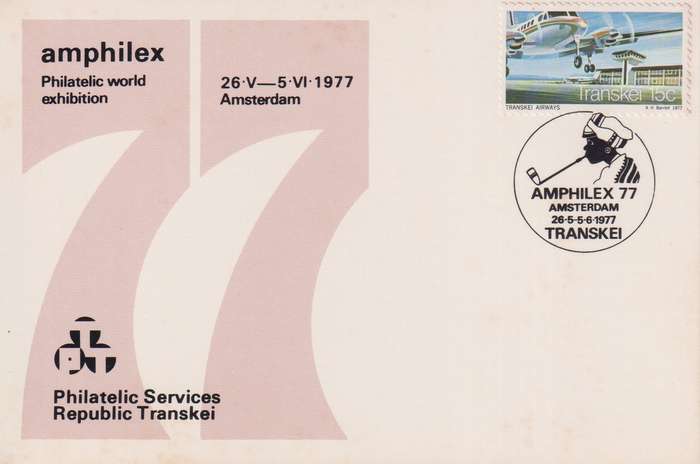 amphilex
Philatelic world
exhibition
26·V—5·VI·1977
Amsterdam
Transkei 15c
TRANSKEI AIRWAYS
1977
AMPHILEX 77
AMSTERDAM
26-5-5-6-1977
TRANSKEI
Philatelic Services
Republic Transkei